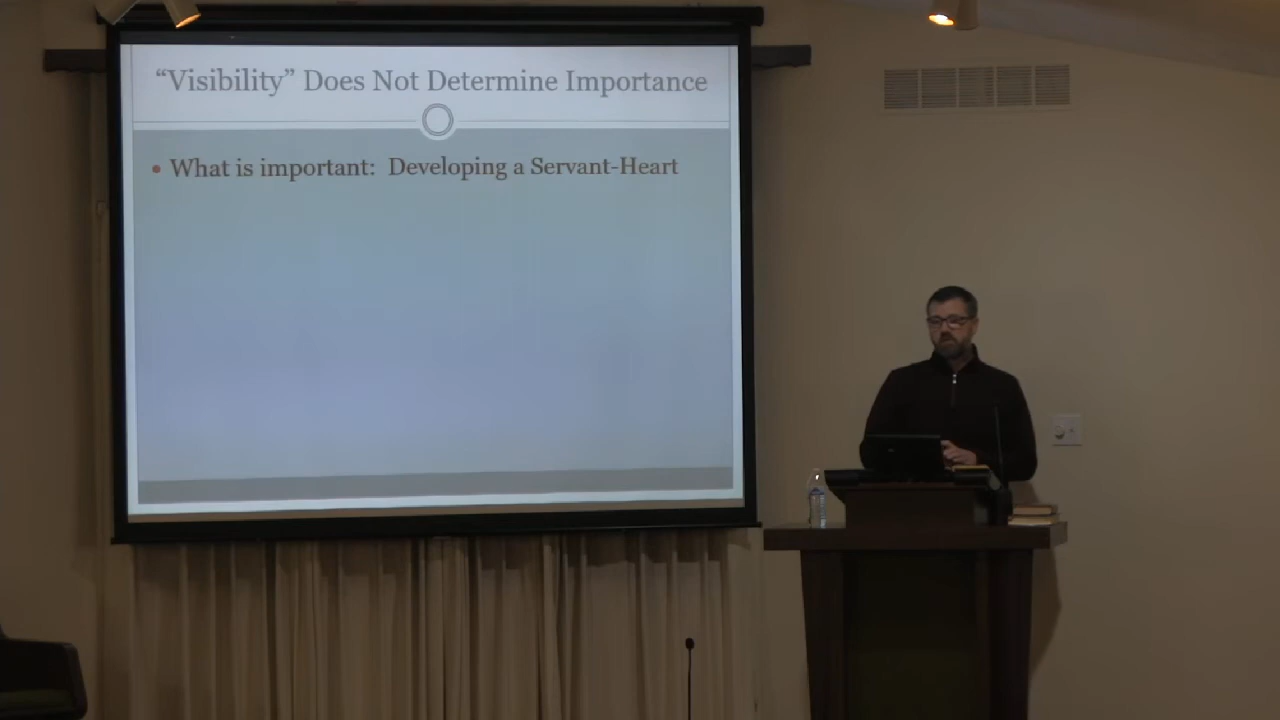 “Visibility” Does Not Determine Importance
• What is important:  Developing a Servant-Heart